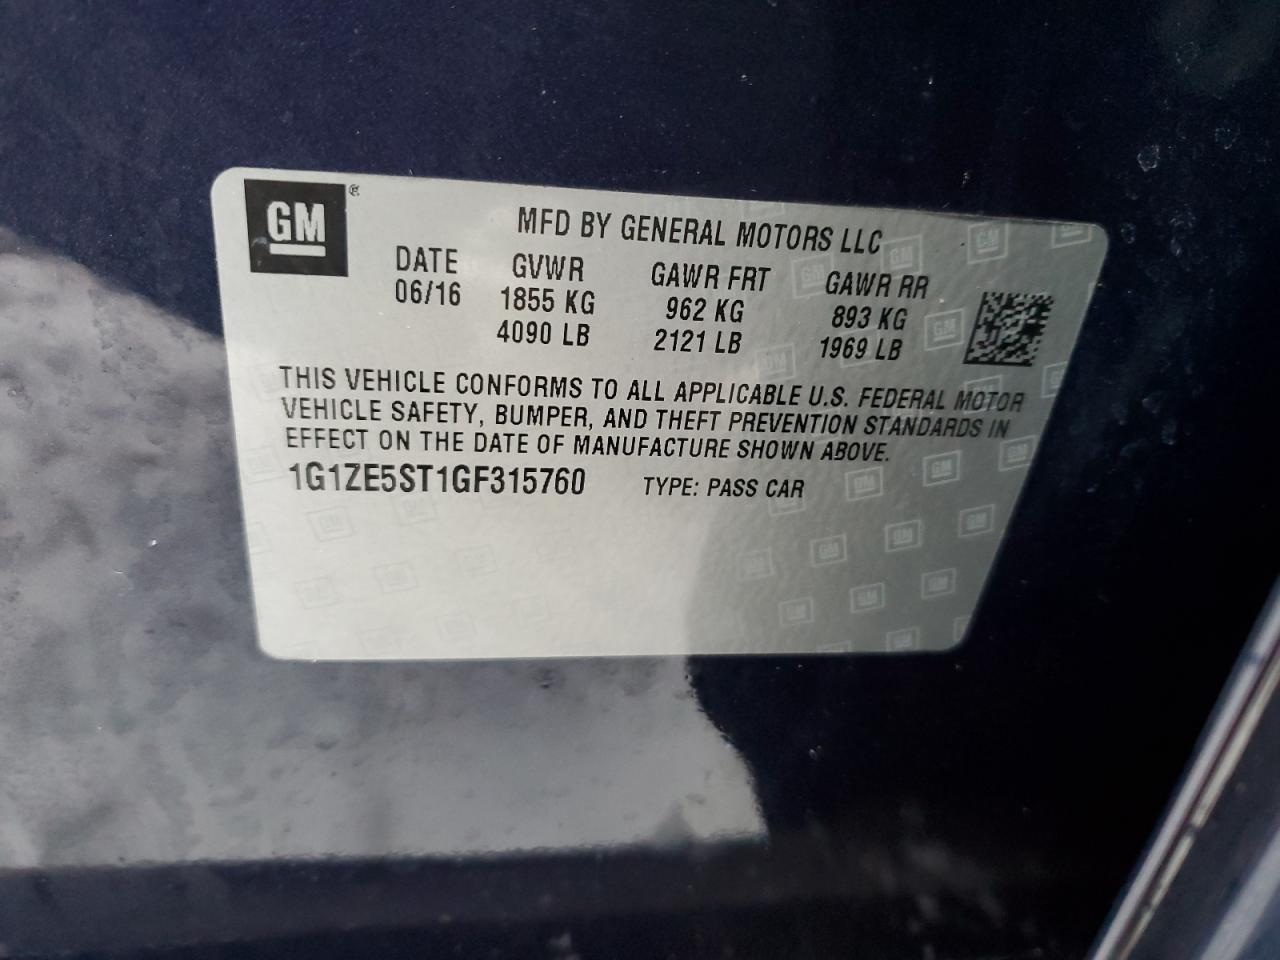 GM ®
MFD BY GENERAL MOTORS LLC
DATE GVWR GAWR FRT GAWR RR
06/16 1855 KG 962 KG 893 KG
4090 LB 2121 LB 1969 LB
THIS VEHICLE CONFORMS TO ALL APPLICABLE U.S. FEDERAL MOTOR
VEHICLE SAFETY, BUMPER, AND THEFT PREVENTION STANDARDS IN
EFFECT ON THE DATE OF MANUFACTURE SHOWN ABOVE.
1G1ZE5ST1GF315760 TYPE: PASS CAR